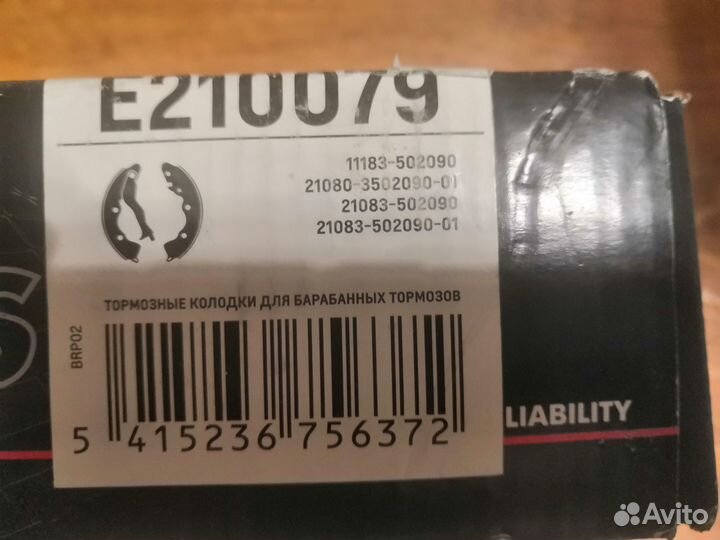 E210079
11183-502090
21080-3502090-01
21083-502090
21083-502090-01
ТОРМОЗНЫЕ КОЛОДКИ ДЛЯ БАРАБАННЫХ ТОРМОЗОВ
BRP02
5 415236 756372
LIABILITY
Avito